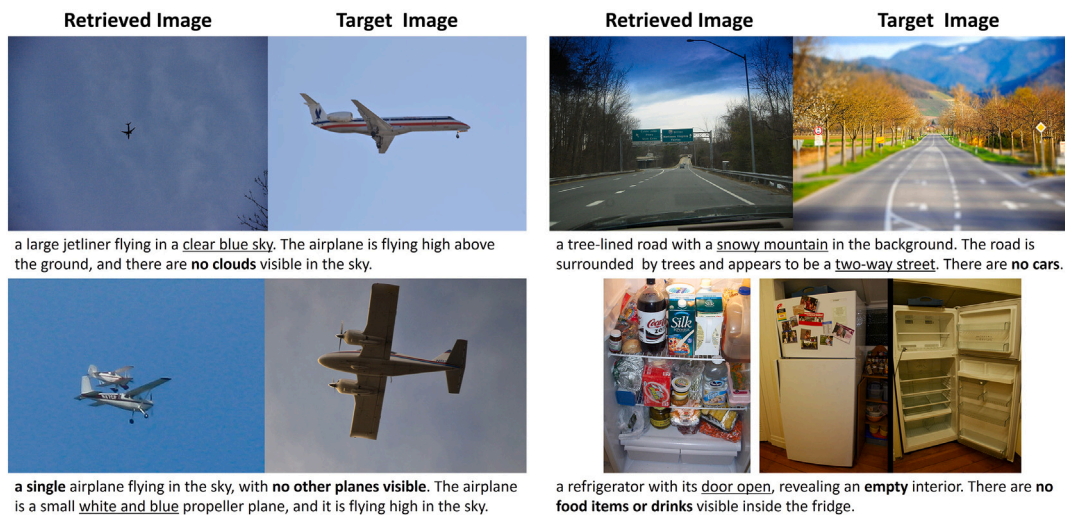 Retrieved Image Target Image
a large jetliner flying in a clear blue sky. The airplane is flying high above
the ground, and there are no clouds visible in the sky.
a single airplane flying in the sky, with no other planes visible. The airplane
is a small white and blue propeller plane, and it is flying high in the sky.
Retrieved Image Target Image
a tree-lined road with a snowy mountain in the background. The road is
surrounded by trees and appears to be a two-way street. There are no cars.
Coca-Cola
Silk
a refrigerator with its door open, revealing an empty interior. There are no
food items or drinks visible inside the fridge.